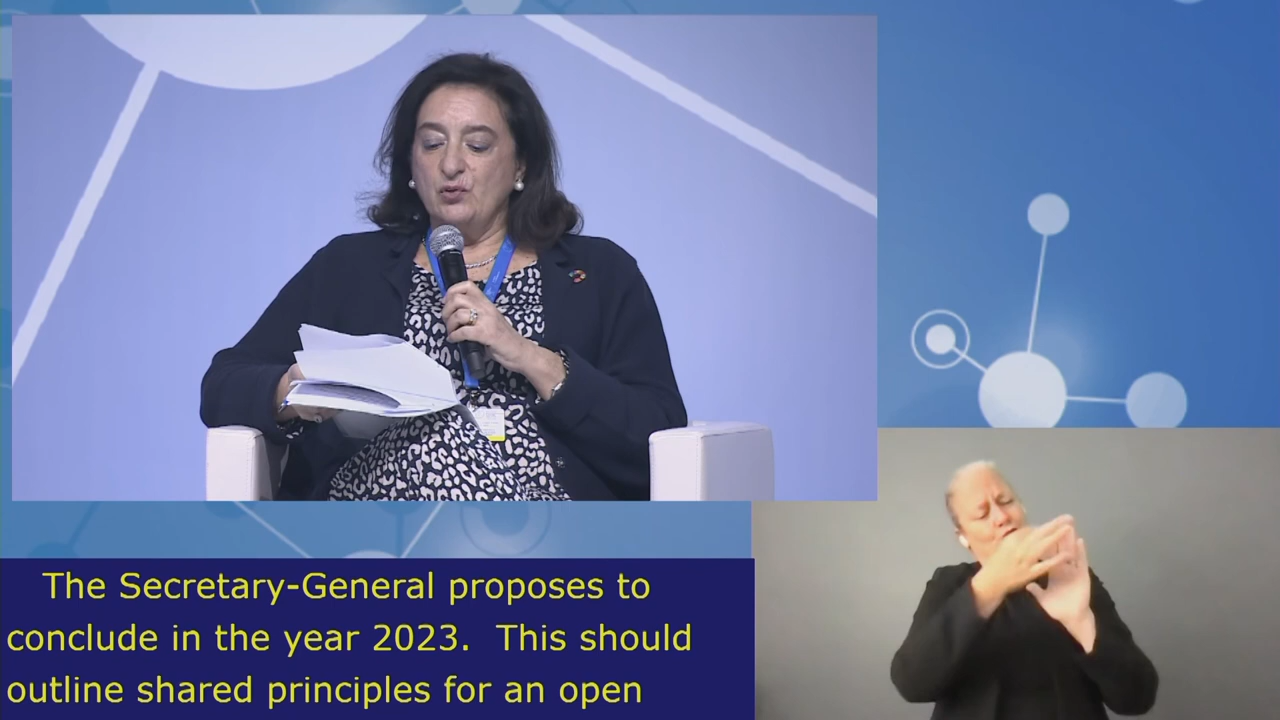 The Secretary-General proposes to
conclude in the year 2023.  This should
outline shared principles for an open